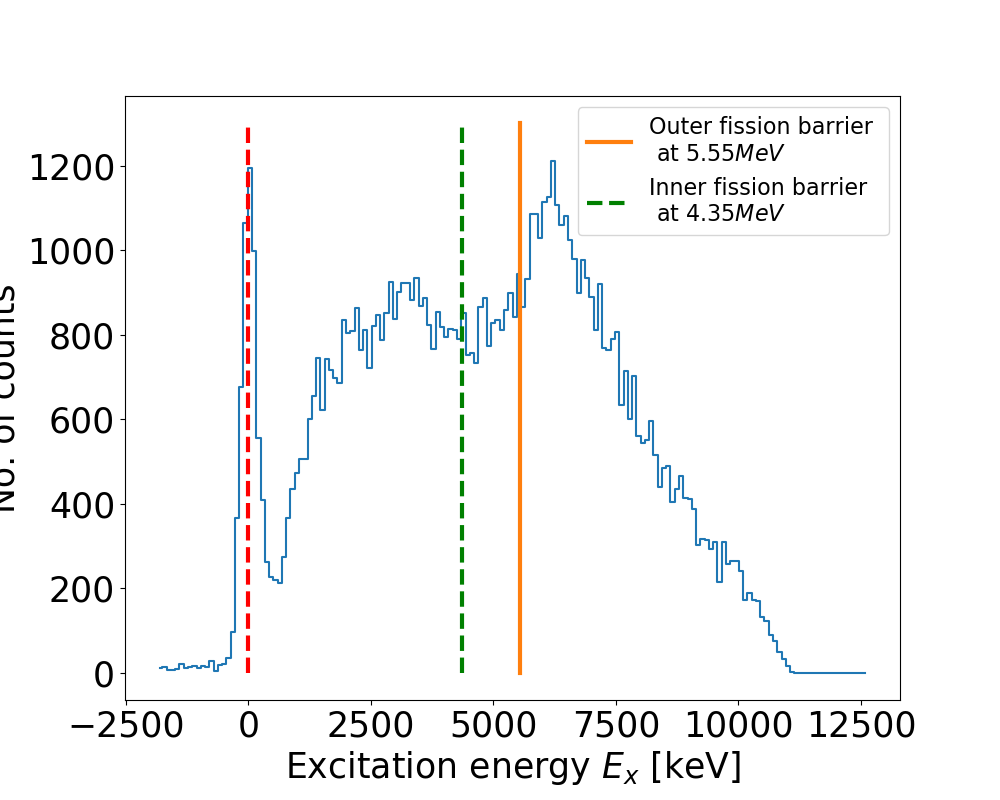 Outer fission barrier
at 5.55MeV
Inner fission barrier
at 4.35MeV
1200
1000
800
600
400
200
0
No. of counts
−2500 0 2500 5000 7500 10000 12500
Excitation energy Eₓ [keV]